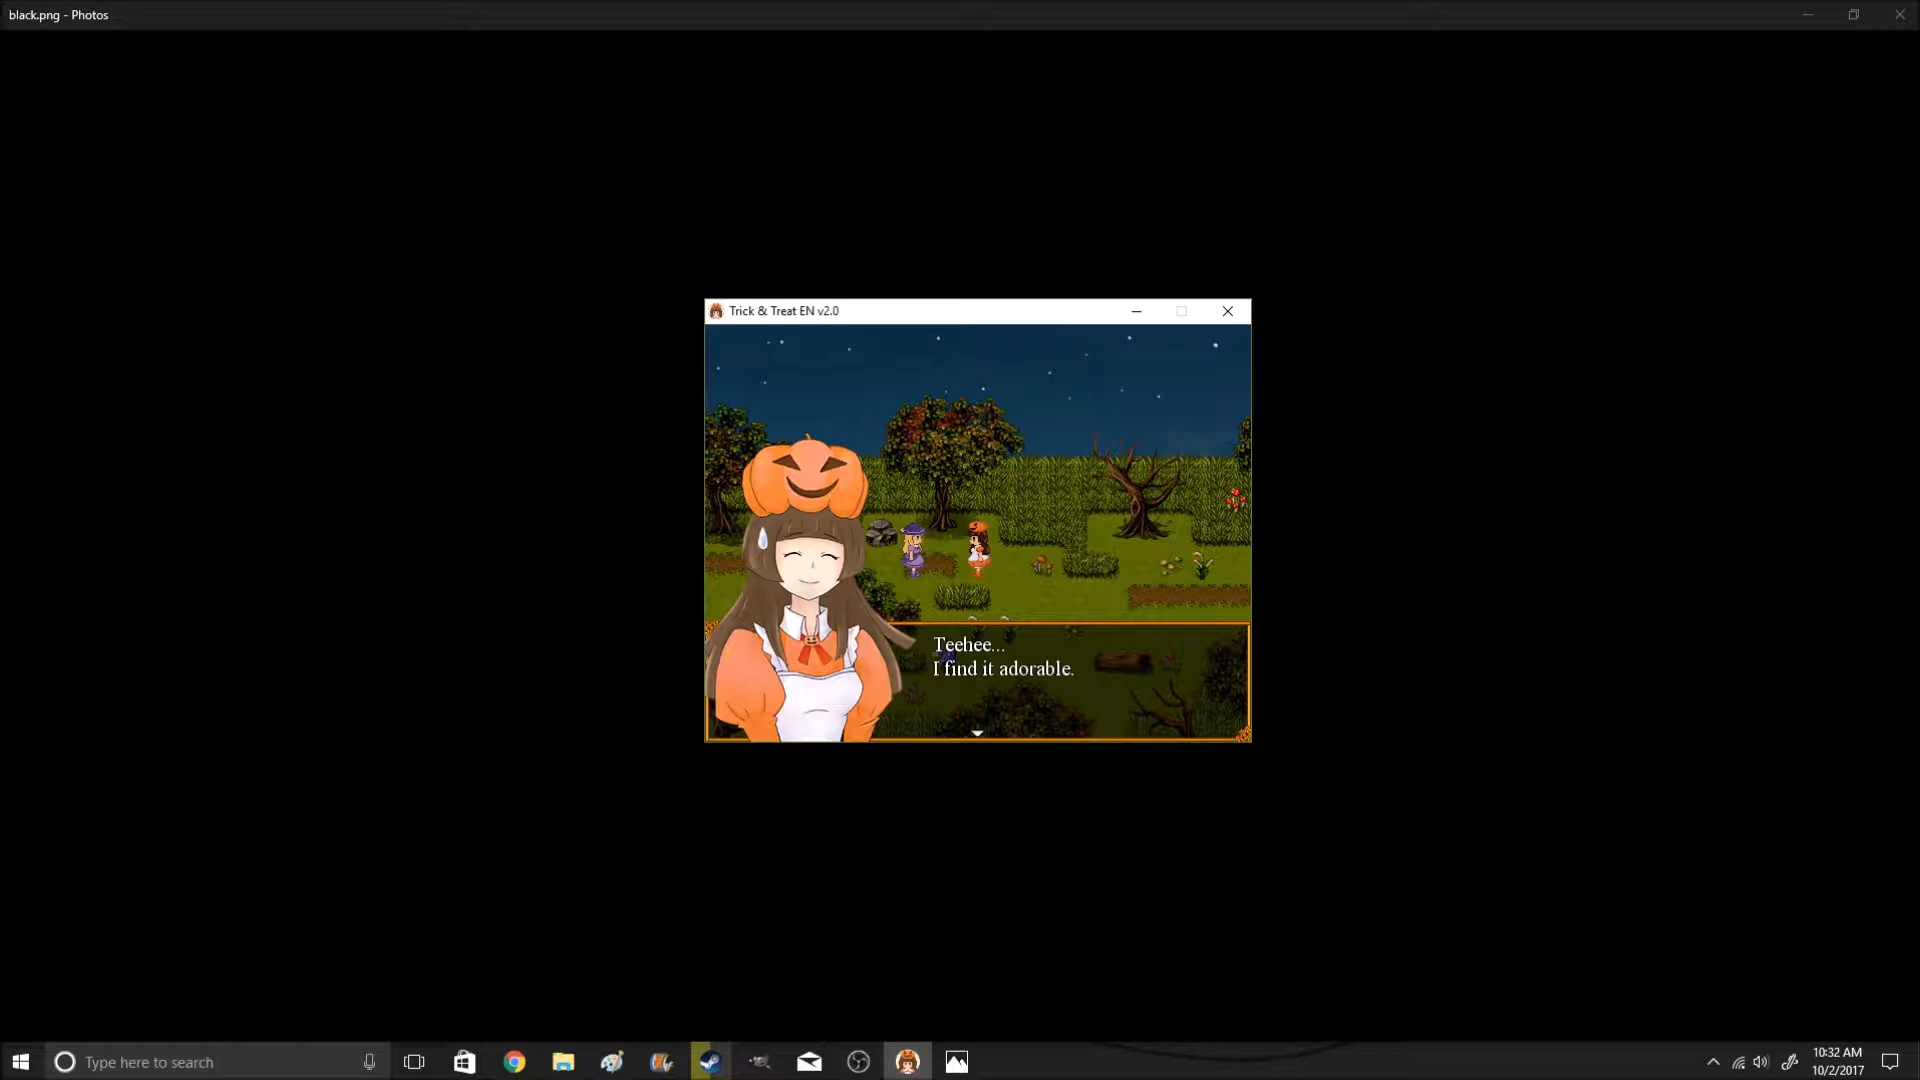 black.png - Photos
Trick & Treat EN v2.0
Teehee...
I find it adorable.
Type here to search
10:32 AM
10/2/2017